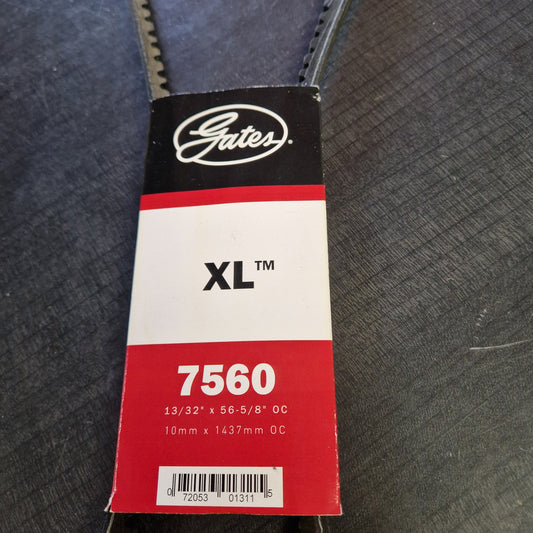 Gates®
XL™
7560
13/32" x 56-5/8" OC
10mm x 1437mm OC
0 72053 01311 5